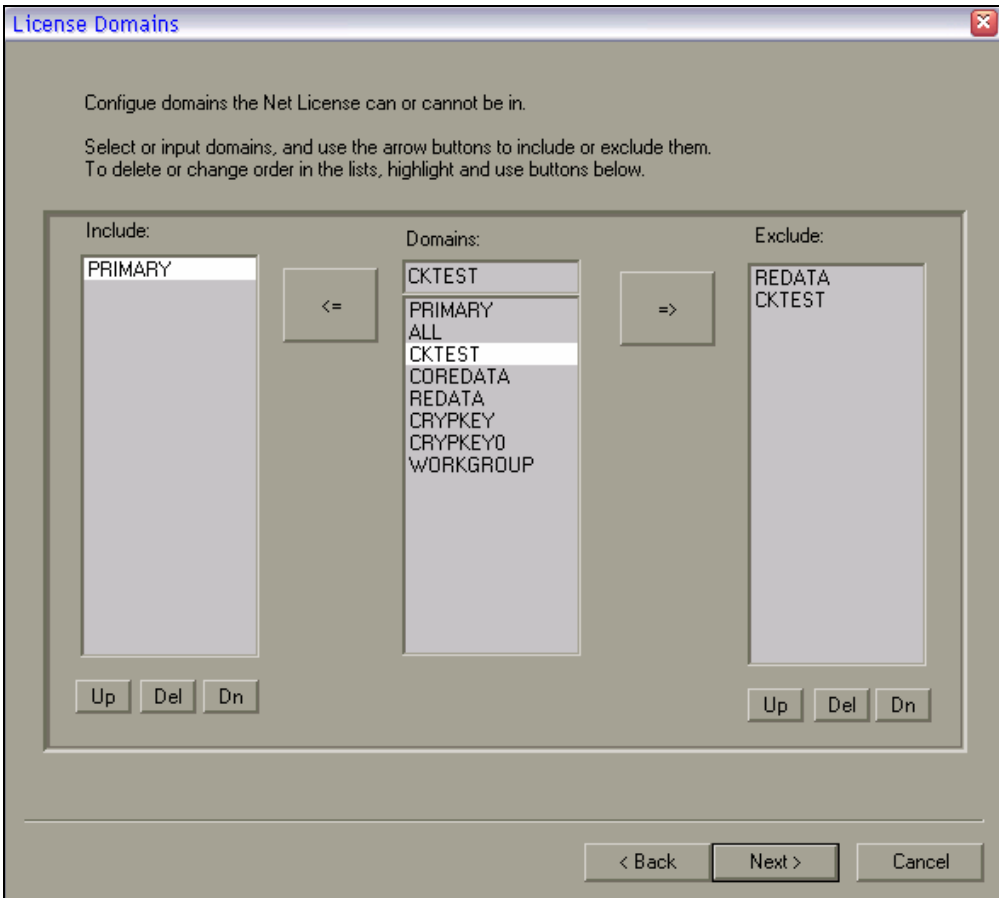 License Domains
Configue domains the Net License can or cannot be in.
Select or input domains, and use the arrow buttons to include or exclude them.
To delete or change order in the lists, highlight and use buttons below.
Include:
PRIMARY
Up Del Dn
<=
Domains:
CKTEST
PRIMARY
ALL
CKTEST
COREDATA
REDATA
CRYPKEY
CRYPKEY0
WORKGROUP
=>
Exclude:
REDATA
CKTEST
Up Del Dn
< Back Next > Cancel